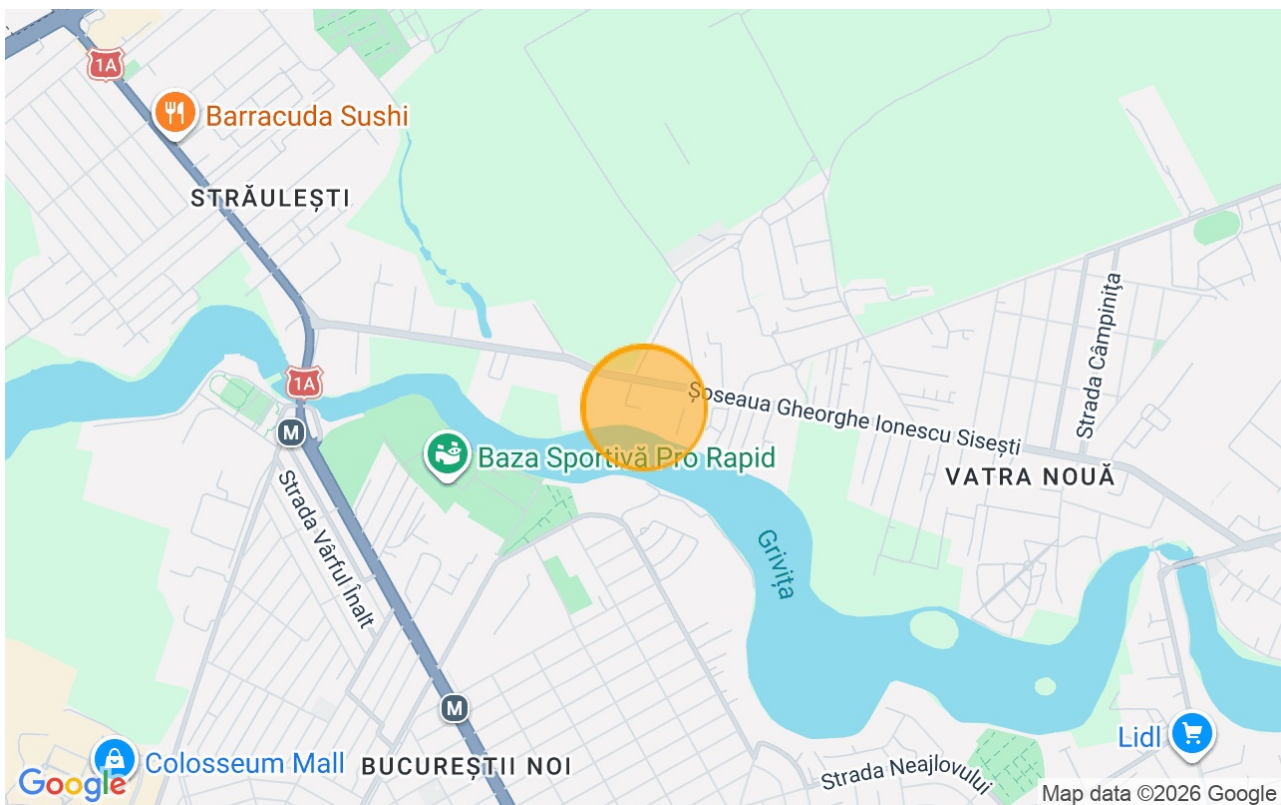 1A
Barracuda Sushi
STRĂULEȘTI
1A
M
Șoseaua Gheorghe Ionescu Sisești
Strada Câmpinița
Baza Sportivă Pro Rapid
VATRA NOUĂ
Strada Vârful Înalt
Grivița
M
Lidl
Colosseum Mall
BUCUREȘTII NOI
Strada Neajlovului
Google
Map data ©2026 Google